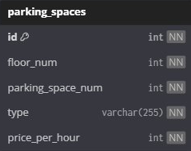 parking_spaces
id int NN
floor_num int NN
parking_space_num int NN
type varchar(255) NN
price_per_hour int NN